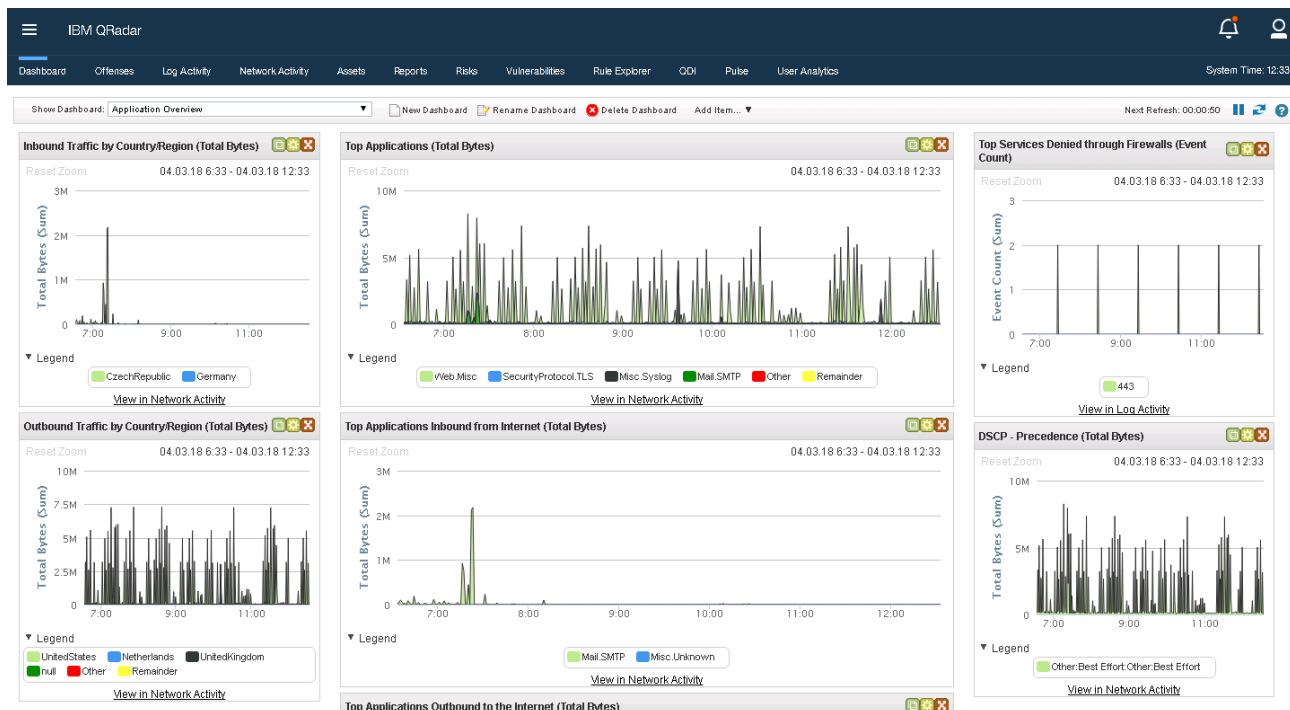 IBM QRadar
Dashboard Offenses Log Activity Network Activity Assets Reports Risks Vulnerabilities Rule Explorer QDI Pulse User Analytics System Time: 12:33
Show Dashboard: Application Overview New Dashboard Rename Dashboard Delete Dashboard Add Item... Next Refresh: 00:00:50
Inbound Traffic by Country/Region (Total Bytes)
Reset Zoom 04.03.18 6:33 - 04.03.18 12:33
Total Bytes (Sum)
3M
2M
1M
0
7:00 9:00 11:00
Legend
CzechRepublic Germany
View in Network Activity
Outbound Traffic by Country/Region (Total Bytes)
Reset Zoom 04.03.18 6:33 - 04.03.18 12:33
Total Bytes (Sum)
10M
7.5M
5M
2.5M
0
7:00 9:00 11:00
Legend
UnitedStates Netherlands UnitedKingdom
null Other Remainder
View in Network Activity
Top Applications (Total Bytes)
Reset Zoom 04.03.18 6:33 - 04.03.18 12:33
Total Bytes (Sum)
10M
5M
0
7:00 8:00 9:00 10:00 11:00 12:00
Legend
Web.Misc SecurityProtocol.TLS Misc.Syslog Mail.SMTP Other Remainder
View in Network Activity
Top Applications Inbound from Internet (Total Bytes)
Reset Zoom 04.03.18 6:33 - 04.03.18 12:33
Total Bytes (Sum)
3M
2M
1M
0
7:00 8:00 9:00 10:00 11:00 12:00
Legend
Mail.SMTP Misc.Unknown
View in Network Activity
Top Applications Outbound to the Internet (Total Bytes)
Top Services Denied through Firewalls (Event
Count)
Reset Zoom 04.03.18 6:33 - 04.03.18 12:33
Event Count (Sum)
3
2
1
0
7:00 9:00 11:00
Legend
443
View in Log Activity
DSCP - Precedence (Total Bytes)
Reset Zoom 04.03.18 6:33 - 04.03.18 12:33
Total Bytes (Sum)
10M
5M
0
7:00 9:00 11:00
Legend
Other:Best Effort:Other:Best Effort
View in Network Activity